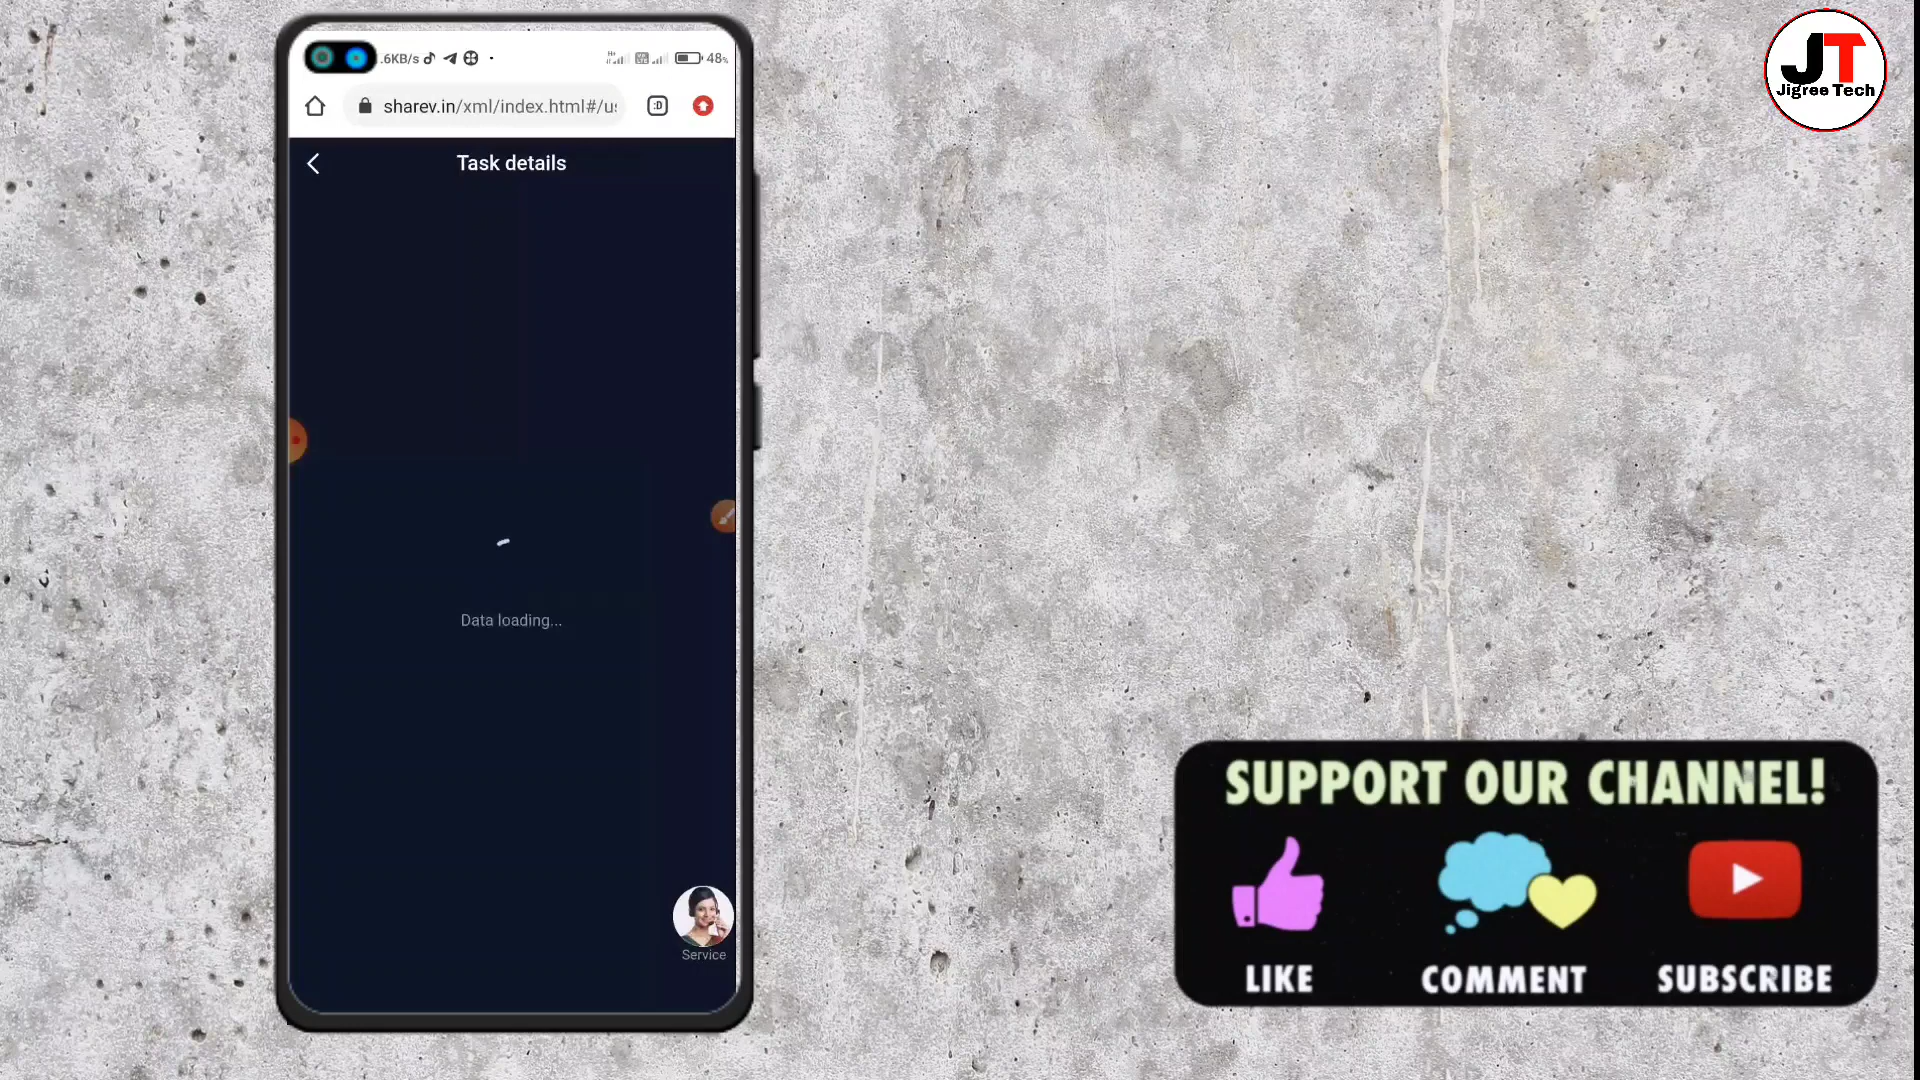 JT
Jigree Tech
.6KB/s
48%
sharev.in/xml/index.html#/us
:D
Task details
Data loading...
Service
SUPPORT OUR CHANNEL!
LIKE
COMMENT
SUBSCRIBE